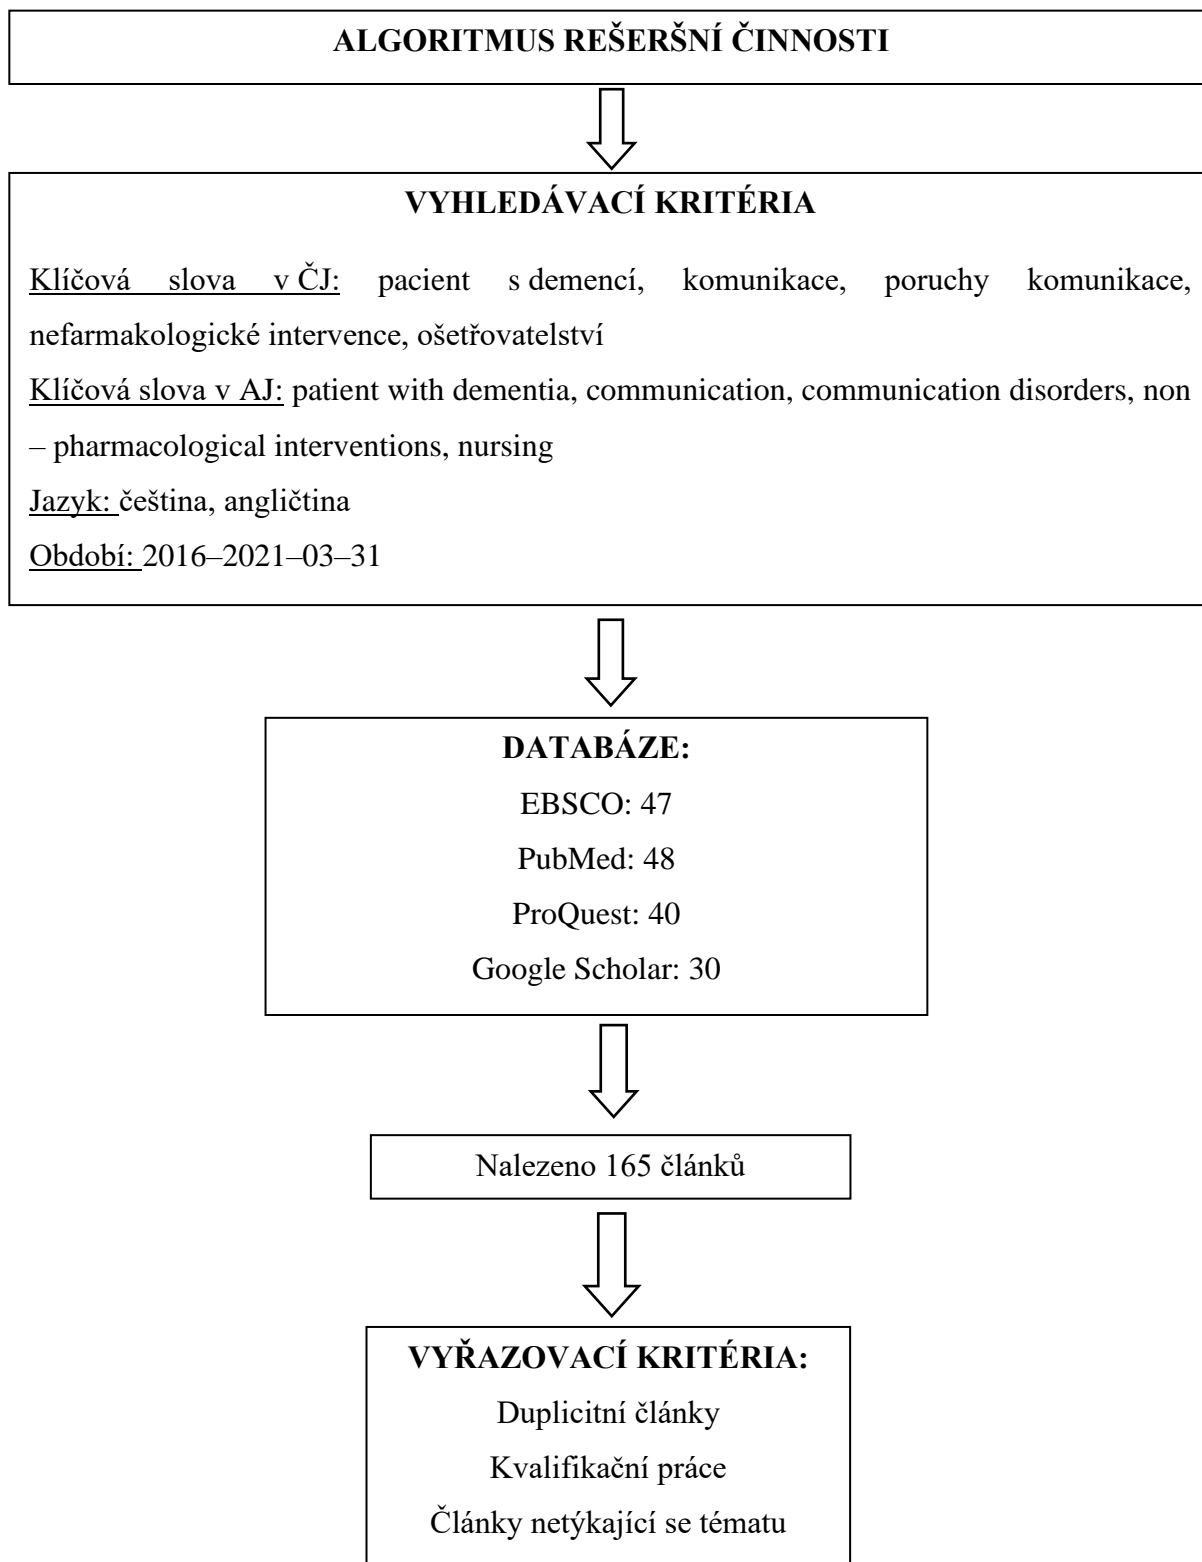 ALGORITMUS REŠERŠNÍ ČINNOSTI
VYHLEDÁVACÍ KRITÉRIA
Klíčová slova v ČJ: pacient s demencí, komunikace, poruchy komunikace,
nefarmakologické intervence, ošetřovatelství
Klíčová slova v AJ: patient with dementia, communication, communication disorders, non
– pharmacological interventions, nursing
Jazyk: čeština, angličtina
Období: 2016–2021–03–31
DATABÁZE:
EBSCO: 47
PubMed: 48
ProQuest: 40
Google Scholar: 30
Nalezeno 165 článků
VYŘAZOVACÍ KRITÉRIA:
Duplicitní články
Kvalifikační práce
Články netýkající se tématu